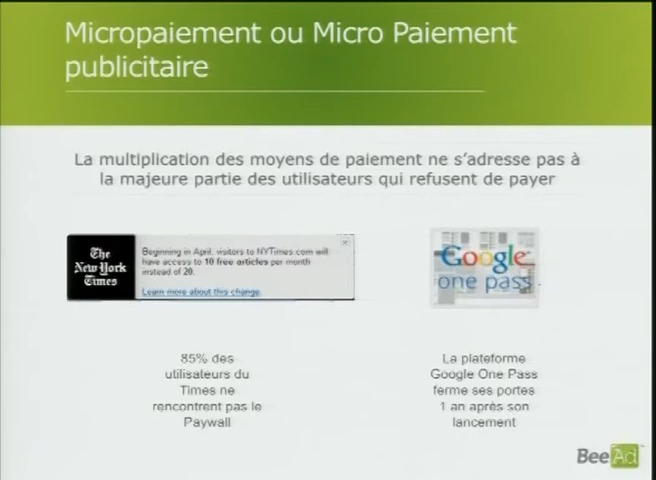 Micropaiement ou Micro Paiement
publicitaire
La multiplication des moyens de paiement ne s'adresse pas à
la majeure partie des utilisateurs qui refusent de payer
The
New York
Times
Beginning in April, visitors to NYTimes.com will
have access to 10 free articles per month
instead of 20.
Learn more about this change.
Google
one pass
85% des
utilisateurs du
Times ne
rencontrent pas le
Paywall
La plateforme
Google One Pass
ferme ses portes
1 an après son
lancement
BeeAd